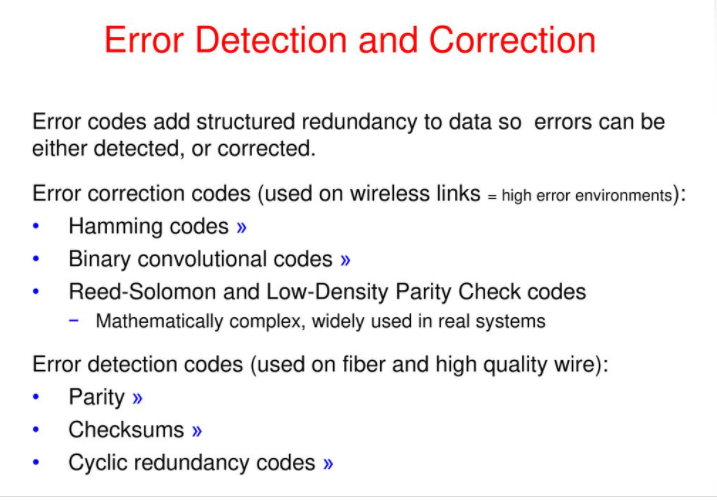 Error Detection and Correction
Error codes add structured redundancy to data so errors can be
either detected, or corrected.
Error correction codes (used on wireless links = high error environments):
• Hamming codes »
• Binary convolutional codes »
• Reed-Solomon and Low-Density Parity Check codes
– Mathematically complex, widely used in real systems
Error detection codes (used on fiber and high quality wire):
• Parity »
• Checksums »
• Cyclic redundancy codes »